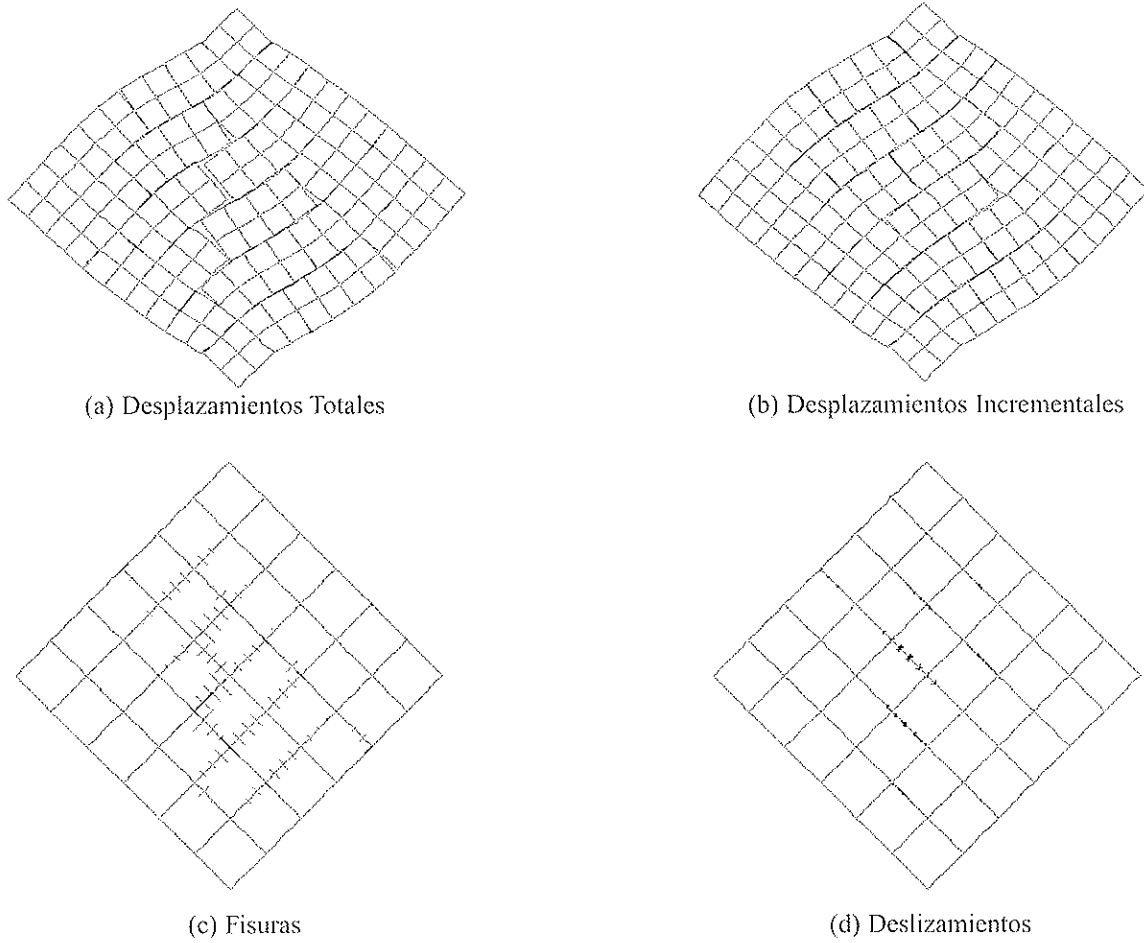 (a) Desplazamientos Totales
(b) Desplazamientos Incrementales
(c) Fisuras
(d) Deslizamientos